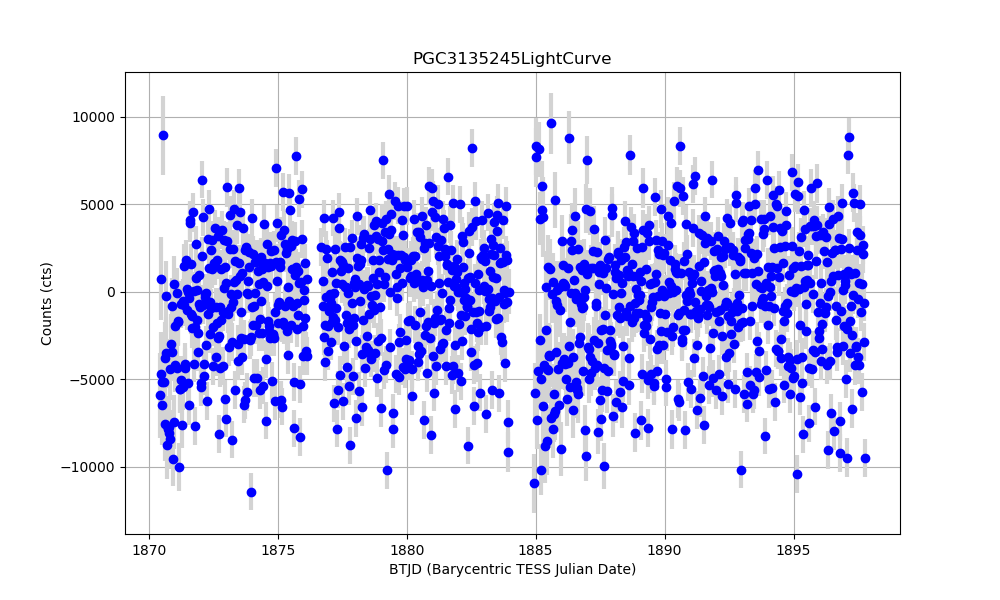 PGC3135245LightCurve
Counts (cts)
10000
5000
0
−5000
−10000
1870 1875 1880 1885 1890 1895
BTJD (Barycentric TESS Julian Date)